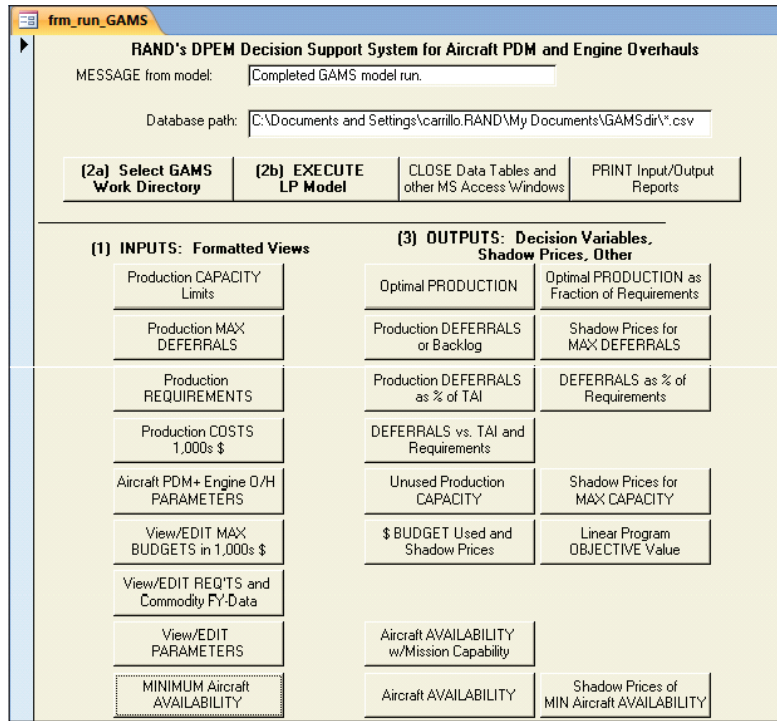 frm_run_GAMS
RAND's DPEM Decision Support System for Aircraft PDM and Engine Overhauls
MESSAGE from model: Completed GAMS model run.
Database path: C:\Documents and Settings\carrillo.RAND\My Documents\GAMSdir\*.csv
(2a) Select GAMS
Work Directory
(2b) EXECUTE
LP Model
CLOSE Data Tables and
other MS Access Windows
PRINT Input/Output
Reports
(1) INPUTS: Formatted Views
Production CAPACITY
Limits
Production MAX
DEFERRALS
Production
REQUIREMENTS
Production COSTS
1,000s $
Aircraft PDM+ Engine O/H
PARAMETERS
View/EDIT MAX
BUDGETS in 1,000s $
View/EDIT REQ'TS and
Commodity FY-Data
View/EDIT
PARAMETERS
MINIMUM Aircraft
AVAILABILITY
(3) OUTPUTS: Decision Variables,
Shadow Prices, Other
Optimal PRODUCTION
Optimal PRODUCTION as
Fraction of Requirements
Production DEFERRALS
or Backlog
Shadow Prices for
MAX DEFERRALS
Production DEFERRALS
as % of TAI
DEFERRALS as % of
Requirements
DEFERRALS vs. TAI and
Requirements
Unused Production
CAPACITY
Shadow Prices for
MAX CAPACITY
$ BUDGET Used and
Shadow Prices
Linear Program
OBJECTIVE Value
Aircraft AVAILABILITY
w/Mission Capability
Aircraft AVAILABILITY
Shadow Prices of
MIN Aircraft AVAILABILITY